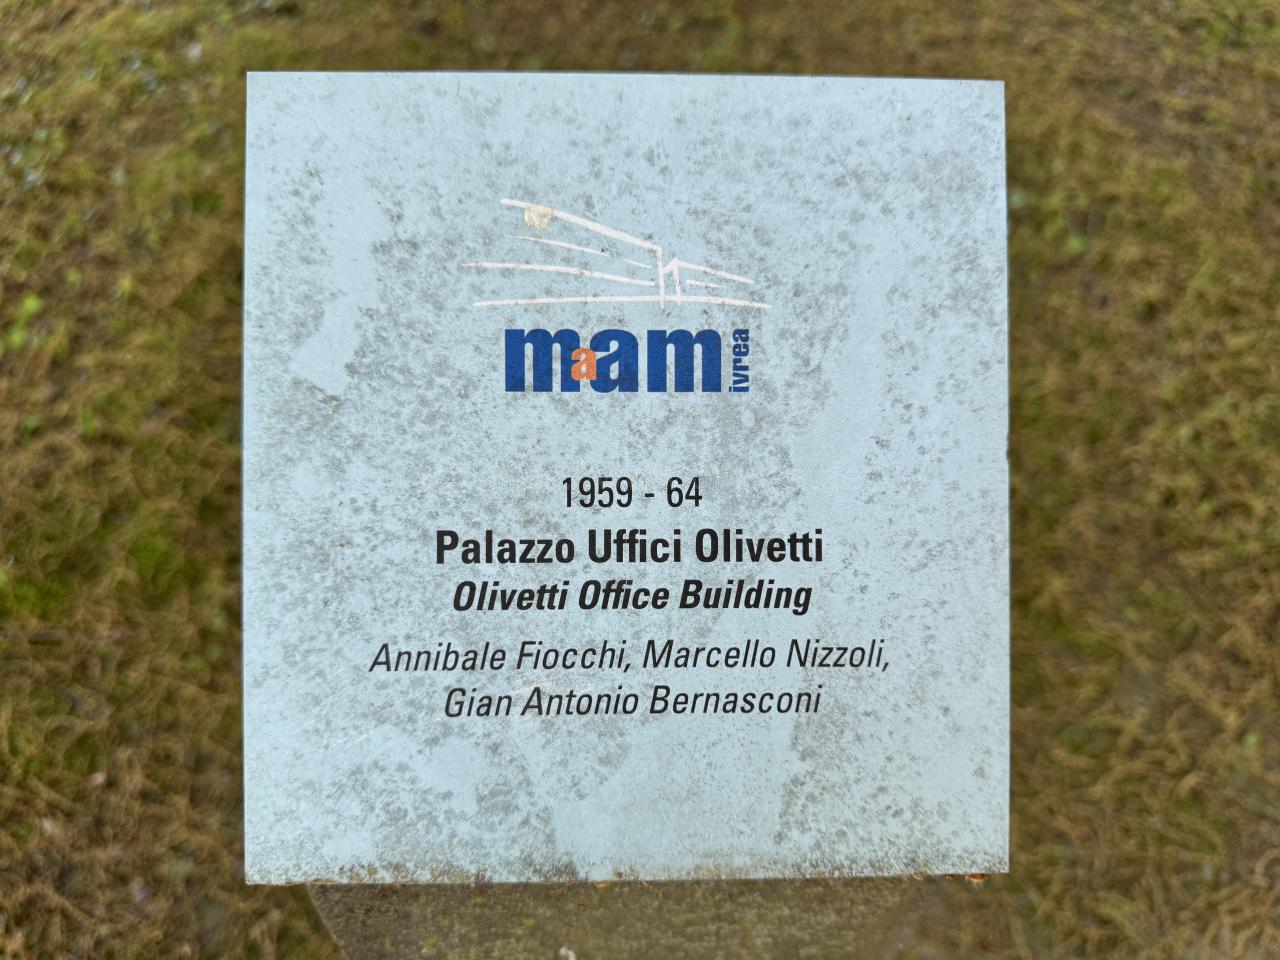 maam ivrea
1959 - 64
Palazzo Uffici Olivetti
Olivetti Office Building
Annibale Fiocchi, Marcello Nizzoli,
Gian Antonio Bernasconi